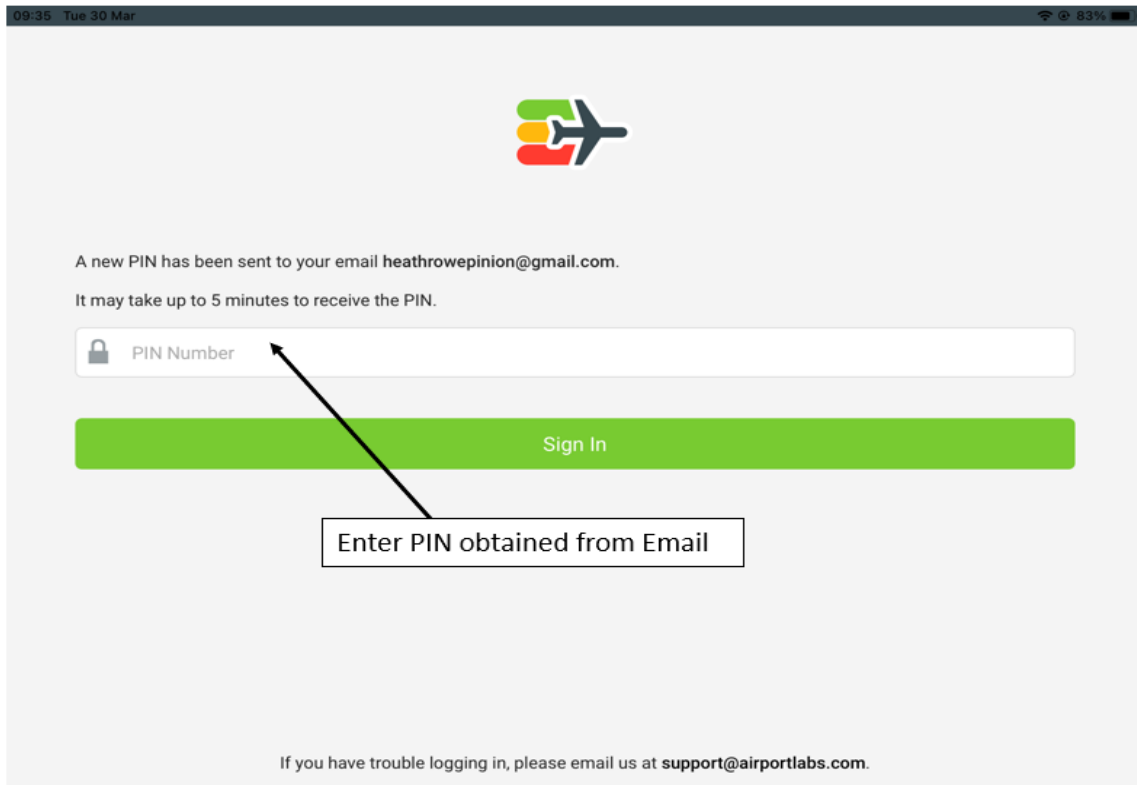 09:35 Tue 30 Mar 83%
A new PIN has been sent to your email heathrowepinion@gmail.com.
It may take up to 5 minutes to receive the PIN.
PIN Number
Sign In
Enter PIN obtained from Email
If you have trouble logging in, please email us at support@airportlabs.com.